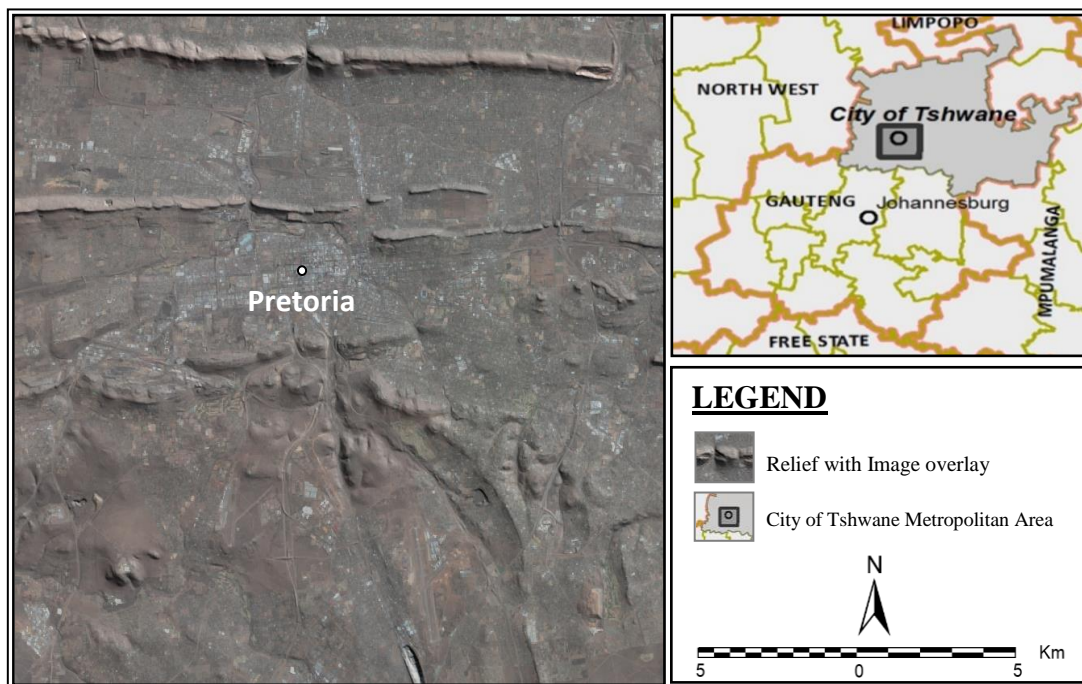 Pretoria
LIMPOPO
NORTH WEST
City of Tshwane
GAUTENG
Johannesburg
MPUMALANGA
FREE STATE
LEGEND
Relief with Image overlay
City of Tshwane Metropolitan Area
N
Km
5 0 5